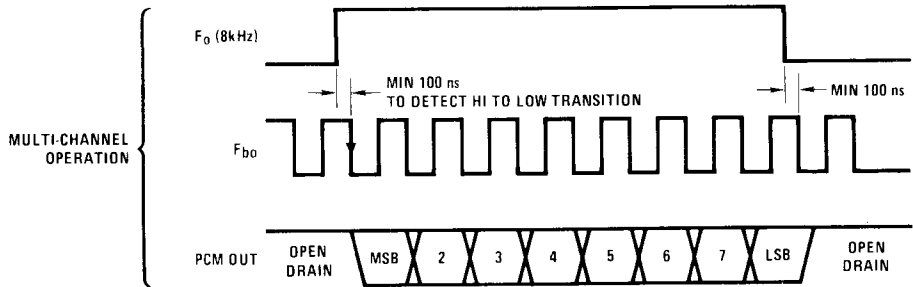 F₀ (8kHz)
MIN 100 ns
TO DETECT HI TO LOW TRANSITION
MIN 100 ns
MULTI-CHANNEL
OPERATION
Fbo
PCM OUT
OPEN
DRAIN
MSB 2 3 4 5 6 7 LSB
OPEN
DRAIN